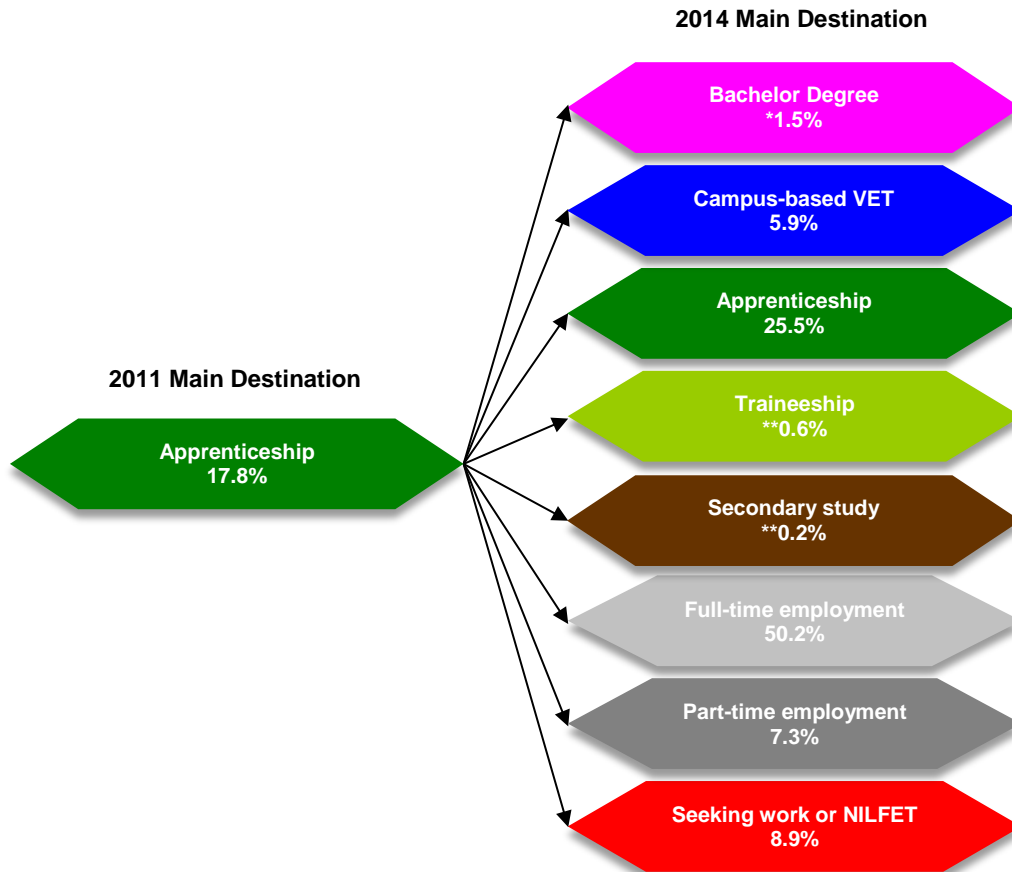 2014 Main Destination
Bachelor Degree
*1.5%
Campus-based VET
5.9%
Apprenticeship
25.5%
2011 Main Destination
Apprenticeship
17.8%
Traineeship
**0.6%
Secondary study
**0.2%
Full-time employment
50.2%
Part-time employment
7.3%
Seeking work or NILFET
8.9%